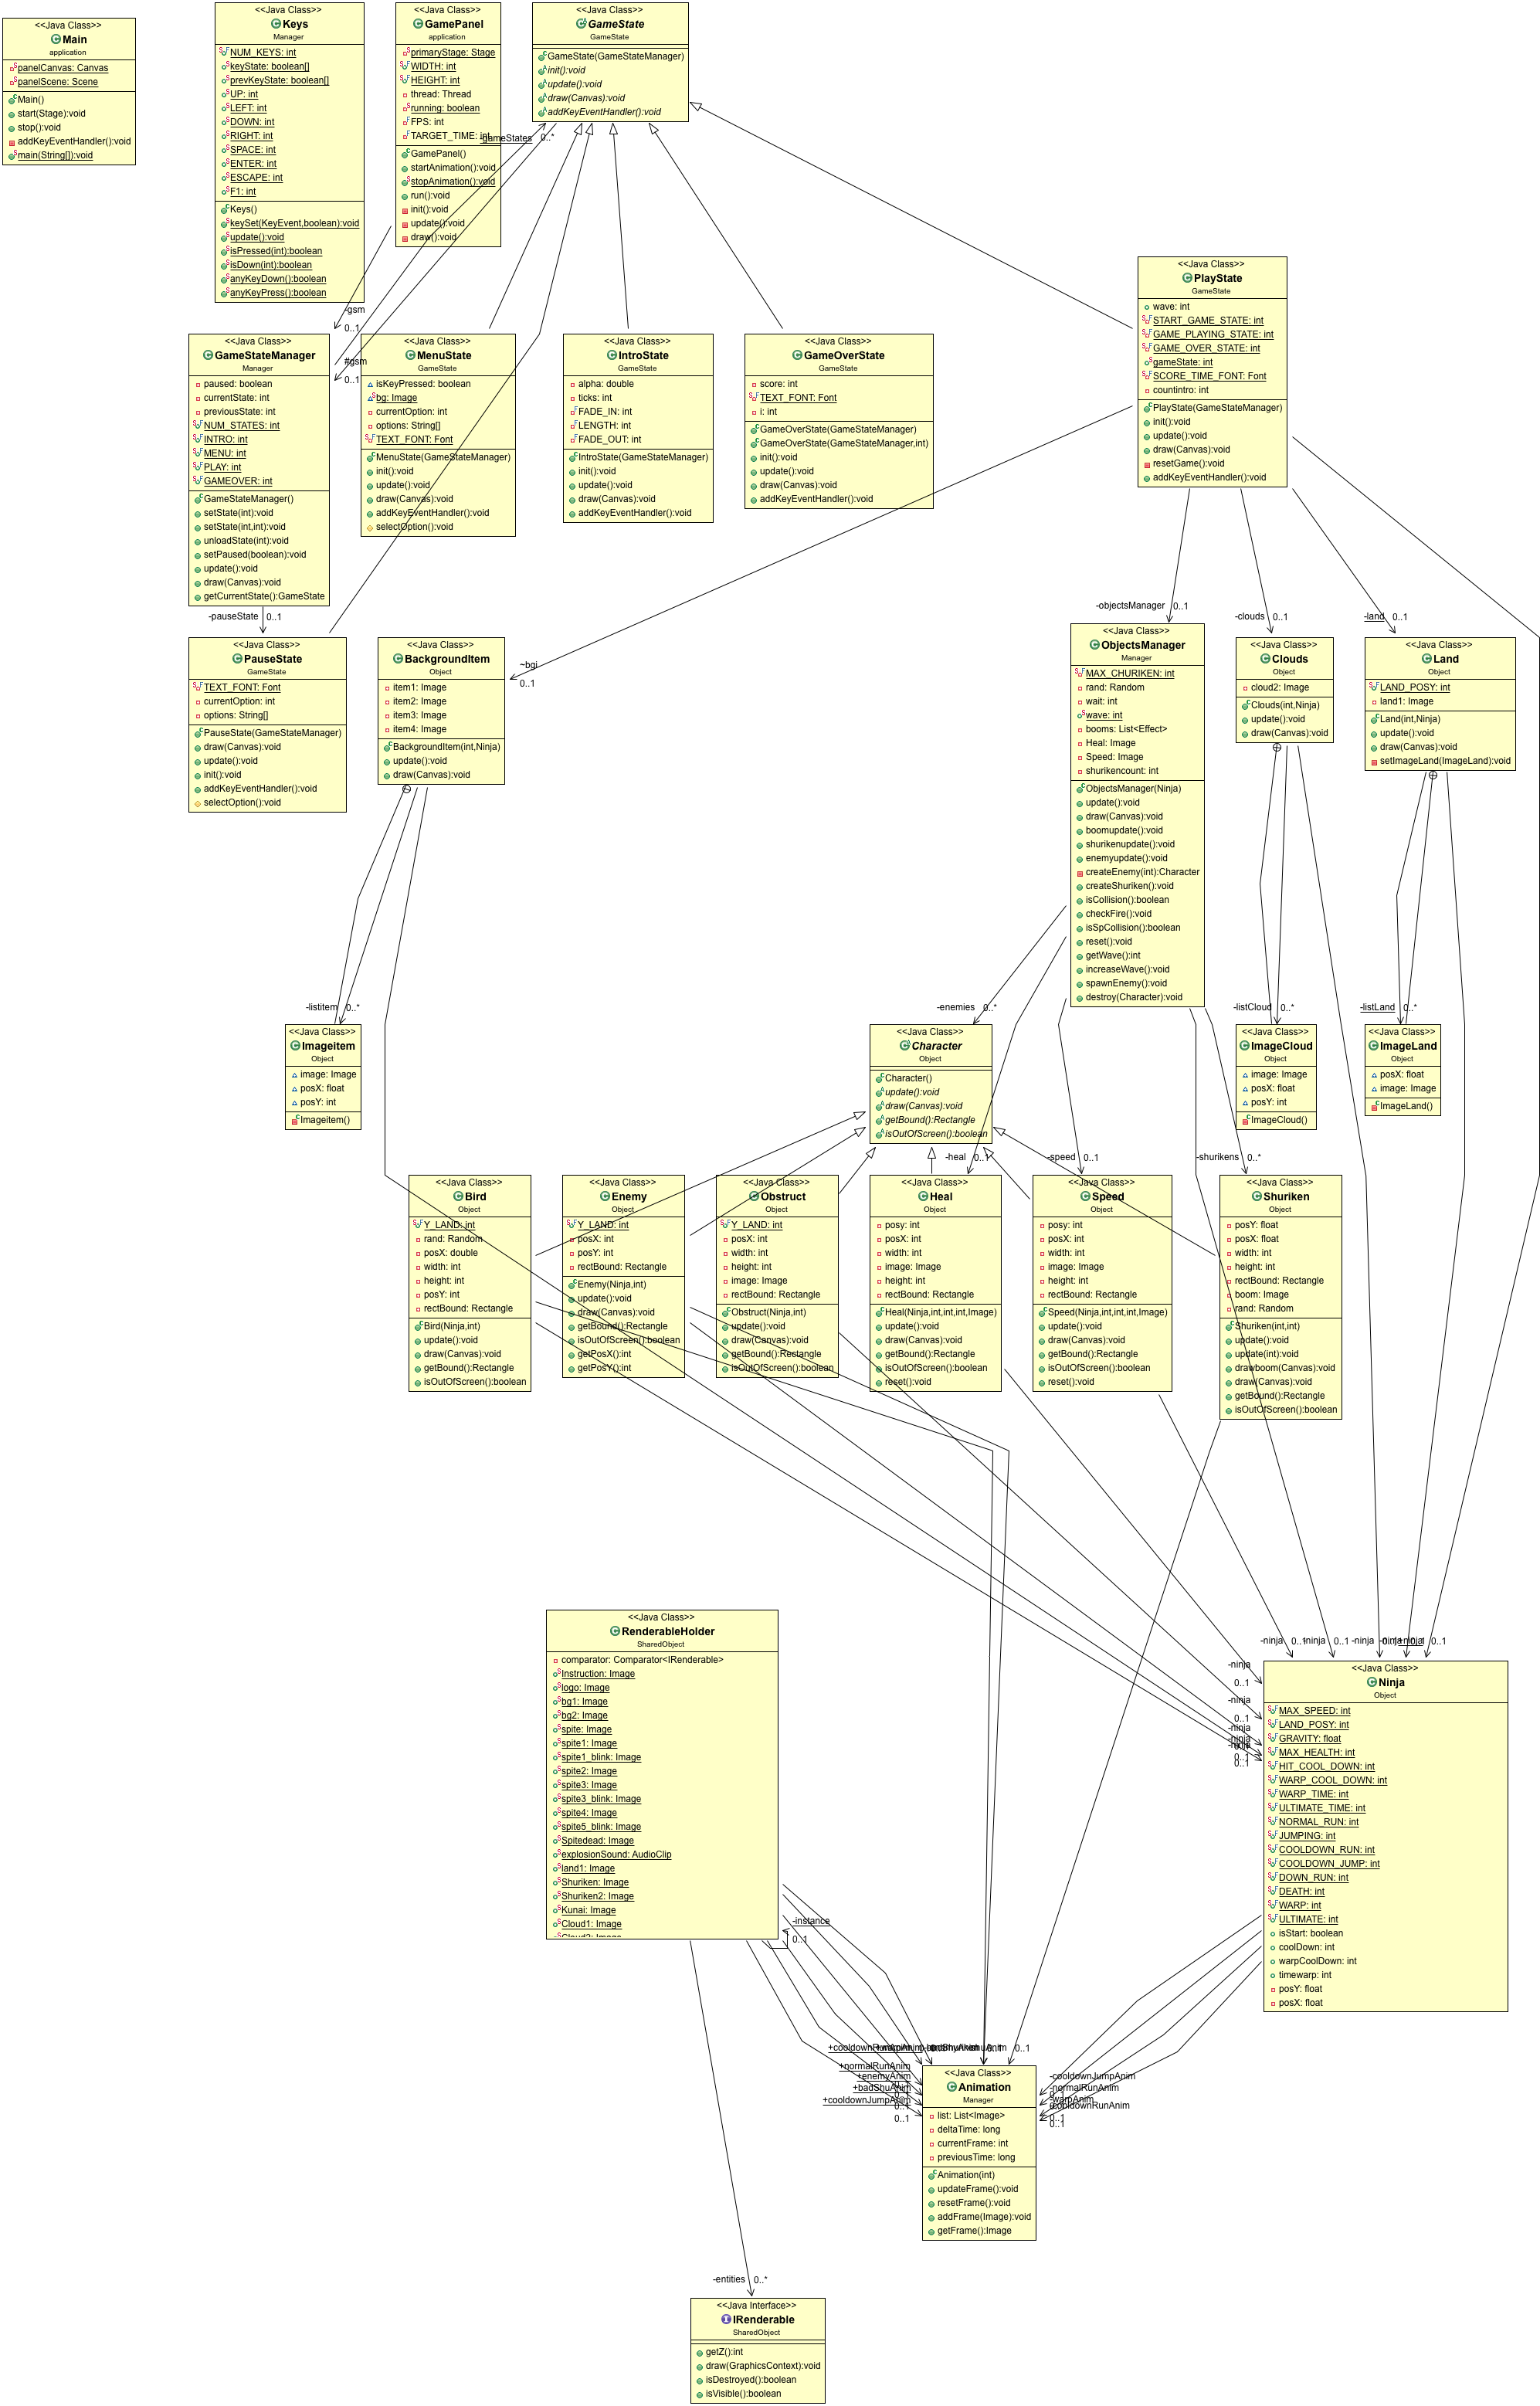 <<Java Class>>
Main
application
panelCanvas: Canvas
panelScene: Scene
Main()
start(Stage):void
stop():void
addKeyEventHandler():void
main(String[]):void
<<Java Class>>
Keys
Manager
NUM_KEYS: int
keyState: boolean[]
prevKeyState: boolean[]
UP: int
LEFT: int
DOWN: int
RIGHT: int
SPACE: int
ENTER: int
ESCAPE: int
F1: int
Keys()
keySet(KeyEvent,boolean):void
update():void
isPressed(int):boolean
isDown(int):boolean
anyKeyDown():boolean
anyKeyPress():boolean
<<Java Class>>
GamePanel
application
primaryStage: Stage
WIDTH: int
HEIGHT: int
thread: Thread
running: boolean
FPS: int
TARGET_TIME: int
GamePanel()
startAnimation():void
stopAnimation():void
run():void
init():void
update():void
draw():void
<<Java Class>>
GameState
GameState
GameState(GameStateManager)
init():void
update():void
draw(Canvas):void
addKeyEventHandler():void
-gameStates 0..*
-gsm
0..1
#gsm
0..1
<<Java Class>>
GameStateManager
Manager
paused: boolean
currentState: int
previousState: int
NUM_STATES: int
INTRO: int
MENU: int
PLAY: int
GAMEOVER: int
GameStateManager()
setState(int):void
setState(int,int):void
unloadState(int):void
setPaused(boolean):void
update():void
draw(Canvas):void
getCurrentState():GameState
<<Java Class>>
MenuState
GameState
isKeyPressed: boolean
bg: Image
currentOption: int
options: String[]
TEXT_FONT: Font
MenuState(GameStateManager)
init():void
update():void
draw(Canvas):void
addKeyEventHandler():void
selectOption():void
<<Java Class>>
IntroState
GameState
alpha: double
ticks: int
FADE_IN: int
LENGTH: int
FADE_OUT: int
IntroState(GameStateManager)
init():void
update():void
draw(Canvas):void
addKeyEventHandler():void
<<Java Class>>
GameOverState
GameState
score: int
TEXT_FONT: Font
i: int
GameOverState(GameStateManager)
GameOverState(GameStateManager,int)
init():void
update():void
draw(Canvas):void
addKeyEventHandler():void
<<Java Class>>
PlayState
GameState
wave: int
START_GAME_STATE: int
GAME_PLAYING_STATE: int
GAME_OVER_STATE: int
gameState: int
SCORE_TIME_FONT: Font
countintro: int
PlayState(GameStateManager)
init():void
update():void
draw(Canvas):void
resetGame():void
addKeyEventHandler():void
-pauseState 0..1
~bgi
0..1
-objectsManager 0..1
-clouds 0..1
-land 0..1
<<Java Class>>
PauseState
GameState
TEXT_FONT: Font
currentOption: int
options: String[]
PauseState(GameStateManager)
draw(Canvas):void
update():void
init():void
addKeyEventHandler():void
selectOption():void
<<Java Class>>
BackgroundItem
Object
item1: Image
item2: Image
item3: Image
item4: Image
BackgroundItem(int,Ninja)
update():void
draw(Canvas):void
<<Java Class>>
ObjectsManager
Manager
MAX_CHURIKEN: int
rand: Random
wait: int
wave: int
booms: List<Effect>
Heal: Image
Speed: Image
shurikencount: int
ObjectsManager(Ninja)
update():void
draw(Canvas):void
boomupdate():void
shurikenupdate():void
enemyupdate():void
createEnemy(int):Character
createShuriken():void
isCollision():boolean
checkFire():void
isSpCollision():boolean
reset():void
getWave():int
increaseWave():void
spawnEnemy():void
destroy(Character):void
<<Java Class>>
Clouds
Object
cloud2: Image
Clouds(int,Ninja)
update():void
draw(Canvas):void
<<Java Class>>
Land
Object
LAND_POSY: int
land1: Image
Land(int,Ninja)
update():void
draw(Canvas):void
setImageLand(ImageLand):void
-listitem 0..*
-enemies 0..*
-listCloud 0..*
-listLand 0..*
<<Java Class>>
Imageitem
Object
image: Image
posX: float
posY: int
Imageitem()
<<Java Class>>
Character
Object
Character()
update():void
draw(Canvas):void
getBound():Rectangle
isOutOfScreen():boolean
<<Java Class>>
ImageCloud
Object
image: Image
posX: float
posY: int
ImageCloud()
<<Java Class>>
ImageLand
Object
posX: float
image: Image
ImageLand()
-heal 0..1
-speed 0..1
-shurikens 0..*
<<Java Class>>
Bird
Object
Y_LAND: int
rand: Random
posX: double
width: int
height: int
posY: int
rectBound: Rectangle
Bird(Ninja,int)
update():void
draw(Canvas):void
getBound():Rectangle
isOutOfScreen():boolean
<<Java Class>>
Enemy
Object
Y_LAND: int
posX: int
posY: int
rectBound: Rectangle
Enemy(Ninja,int)
update():void
draw(Canvas):void
getBound():Rectangle
isOutOfScreen():boolean
getPosX():int
getPosY():int
<<Java Class>>
Obstruct
Object
Y_LAND: int
posX: int
width: int
height: int
image: Image
rectBound: Rectangle
Obstruct(Ninja,int)
update():void
draw(Canvas):void
getBound():Rectangle
isOutOfScreen():boolean
<<Java Class>>
Heal
Object
posy: int
posX: int
width: int
image: Image
height: int
rectBound: Rectangle
Heal(Ninja,int,int,int,Image)
update():void
draw(Canvas):void
getBound():Rectangle
isOutOfScreen():boolean
reset():void
<<Java Class>>
Speed
Object
posy: int
posX: int
width: int
image: Image
height: int
rectBound: Rectangle
Speed(Ninja,int,int,int,Image)
update():void
draw(Canvas):void
getBound():Rectangle
isOutOfScreen():boolean
reset():void
<<Java Class>>
Shuriken
Object
posY: float
posX: float
width: int
height: int
rectBound: Rectangle
boom: Image
rand: Random
Shuriken(int,int)
update():void
update(int):void
drawboom(Canvas):void
draw(Canvas):void
getBound():Rectangle
isOutOfScreen():boolean
<<Java Class>>
RenderableHolder
SharedObject
comparator: Comparator<IRenderable>
Instruction: Image
logo: Image
bg1: Image
bg2: Image
spite: Image
spite1: Image
spite1_blink: Image
spite2: Image
spite3: Image
spite3_blink: Image
spite4: Image
spite5_blink: Image
Spitedead: Image
explosionSound: AudioClip
land1: Image
Shuriken: Image
Shuriken2: Image
Kunai: Image
Cloud1: Image
-instance
0..1
-ninja 0..1
-ninja 0..1
-ninja
0..1
-ninja
0..1
-ninja
0..1
<<Java Class>>
Ninja
Object
MAX_SPEED: int
LAND_POSY: int
GRAVITY: float
MAX_HEALTH: int
HIT_COOL_DOWN: int
WARP_COOL_DOWN: int
WARP_TIME: int
ULTIMATE_TIME: int
NORMAL_RUN: int
JUMPING: int
COOLDOWN_RUN: int
COOLDOWN_JUMP: int
DOWN_RUN: int
DEATH: int
WARP: int
ULTIMATE: int
isStart: boolean
coolDown: int
warpCoolDown: int
timewarp: int
posY: float
posX: float
+normalRunAnim
+enemyAnim
+badShuAnim
+cooldownJumpAnim
0..1
0..1
-cooldownJumpAnim
-normalRunAnim
-warpAnim
-cooldownRunAnim
0..1
<<Java Class>>
Animation
Manager
list: List<Image>
deltaTime: long
currentFrame: int
previousTime: long
Animation(int)
updateFrame():void
resetFrame():void
addFrame(Image):void
getFrame():Image
-entities 0..*
<<Java Interface>>
IRenderable
SharedObject
getZ():int
draw(GraphicsContext):void
isDestroyed():boolean
isVisible():boolean